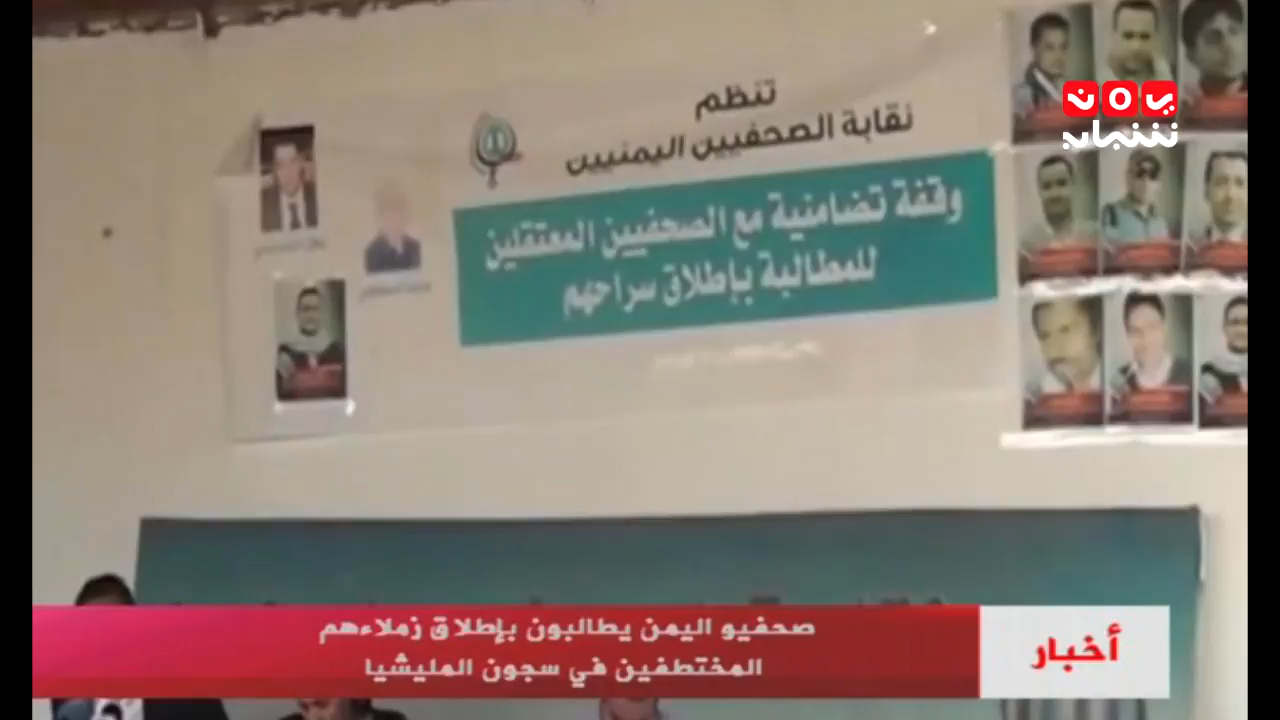 يمن
شباب
تنظم
نقابة الصحفيين اليمنيين
وقفة تضامنية مع الصحفيين المعتقلين
للمطالبة بإطلاق سراحهم
أخبار
صحفيو اليمن يطالبون بإطلاق زملاءهم
المختطفين في سجون المليشيا